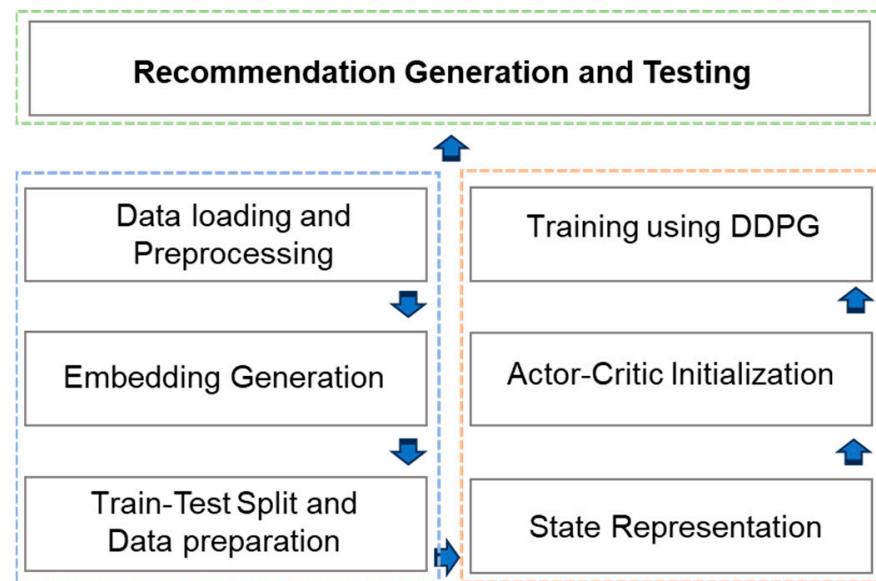 Recommendation Generation and Testing
Data loading and
Preprocessing
Embedding Generation
Train-Test Split and
Data preparation
Training using DDPG
Actor-Critic Initialization
State Representation